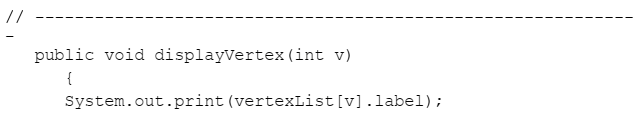 // ------------------------------------------------------------
-
public void displayVertex(int v)
{
System.out.print(vertexList[v].label);